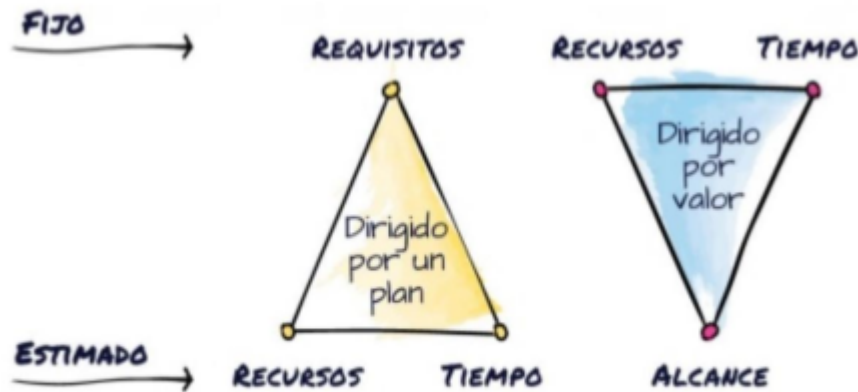 FIJO
REQUISITOS
RECURSOS
TIEMPO
Dirigido
por un
plan
Dirigido
por
valor
ESTIMADO
RECURSOS
TIEMPO
ALCANCE